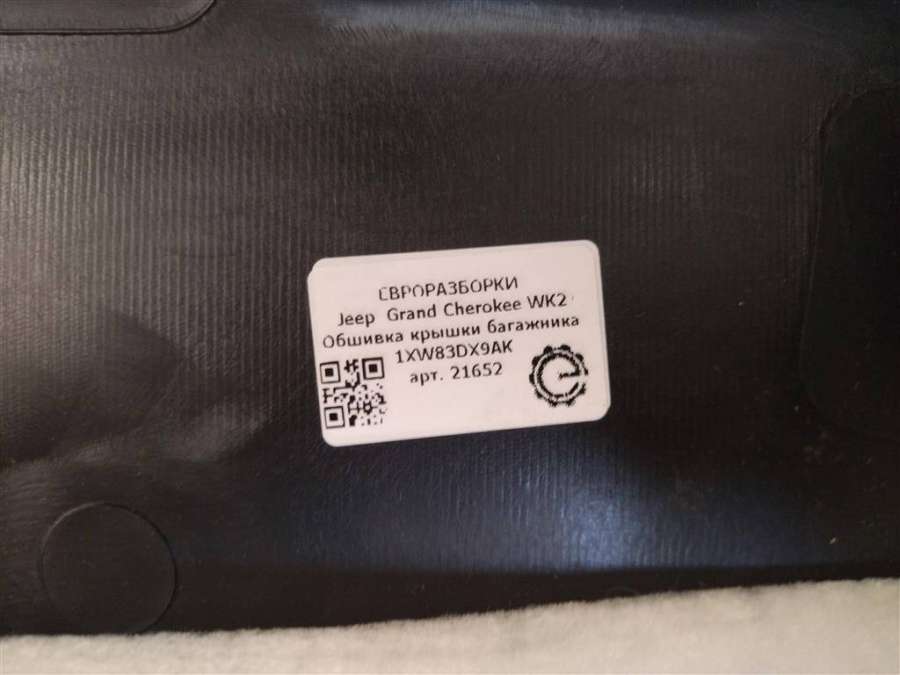 ЕВРОРАЗБОРКИ
Jeep Grand Cherokee WK2
Обшивка крышки багажника
1XW83DX9AK
арт. 21652